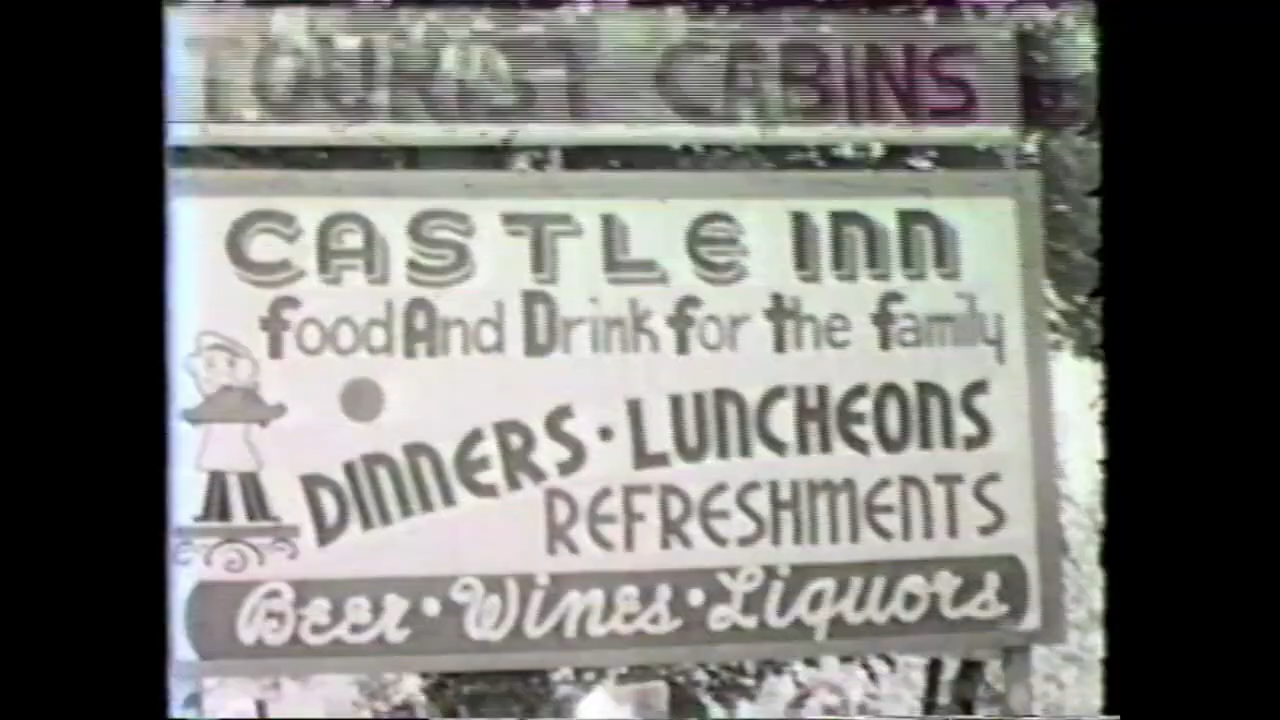 TOURIST CABINS
CASTLE INN
food And Drink for the family
DINNERS · LUNCHEONS
REFRESHMENTS
Beer · Wines · Liquors